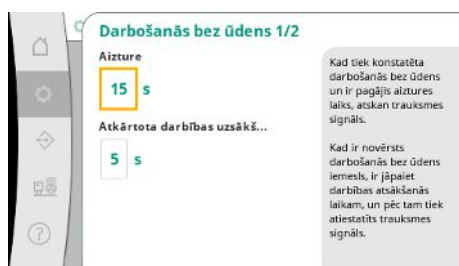 Darbošanās bez ūdens 1/2
Aizture
15 s
Atkārtota darbības uzsākš...
5 s
Kad tiek konstatēta
darbošanās bez ūdens
un ir pagājis aiztures
laiks, atskan trauksmes
signāls.
Kad ir novērsts
darbošanās bez ūdens
iemesls, ir jāpaiet
darbības atsākšanās
laikam, un pēc tam tiek
atiestatīts trauksmes
signāls.